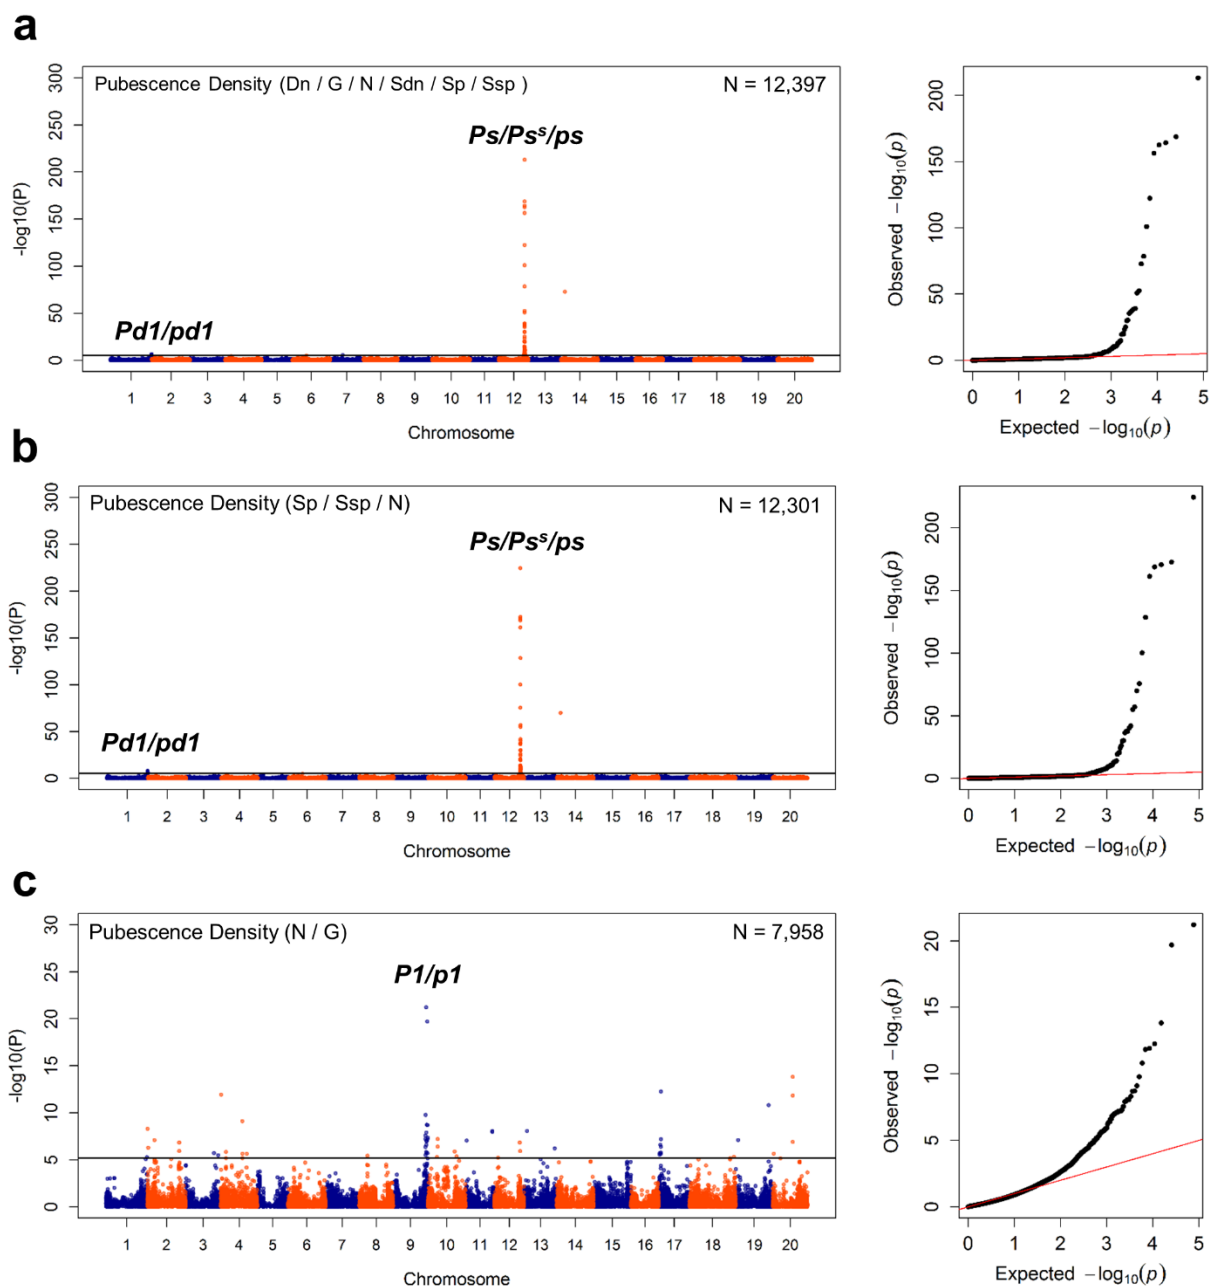 a
Pubescence Density (Dn / G / N / Sdn / Sp / Ssp )
N = 12,397
Ps/Psˢ/ps
Pd1/pd1
-log10(P)
300
250
200
150
100
50
0
1 2 3 4 5 6 7 8 9 10 11 12 13 14 15 16 17 18 19 20
Chromosome
Observed −log₁₀(p)
200
150
100
50
0
0 1 2 3 4 5
Expected −log₁₀(p)
b
Pubescence Density (Sp / Ssp / N)
N = 12,301
Ps/Psˢ/ps
Pd1/pd1
-log10(P)
300
250
200
150
100
50
0
1 2 3 4 5 6 7 8 9 10 11 12 13 14 15 16 17 18 19 20
Chromosome
Observed −log₁₀(p)
200
150
100
50
0
0 1 2 3 4 5
Expected −log₁₀(p)
c
Pubescence Density (N / G)
N = 7,958
P1/p1
-log10(P)
30
25
20
15
10
5
0
1 2 3 4 5 6 7 8 9 10 11 12 13 14 15 16 17 18 19 20
Chromosome
Observed −log₁₀(p)
20
15
10
5
0
0 1 2 3 4 5
Expected −log₁₀(p)